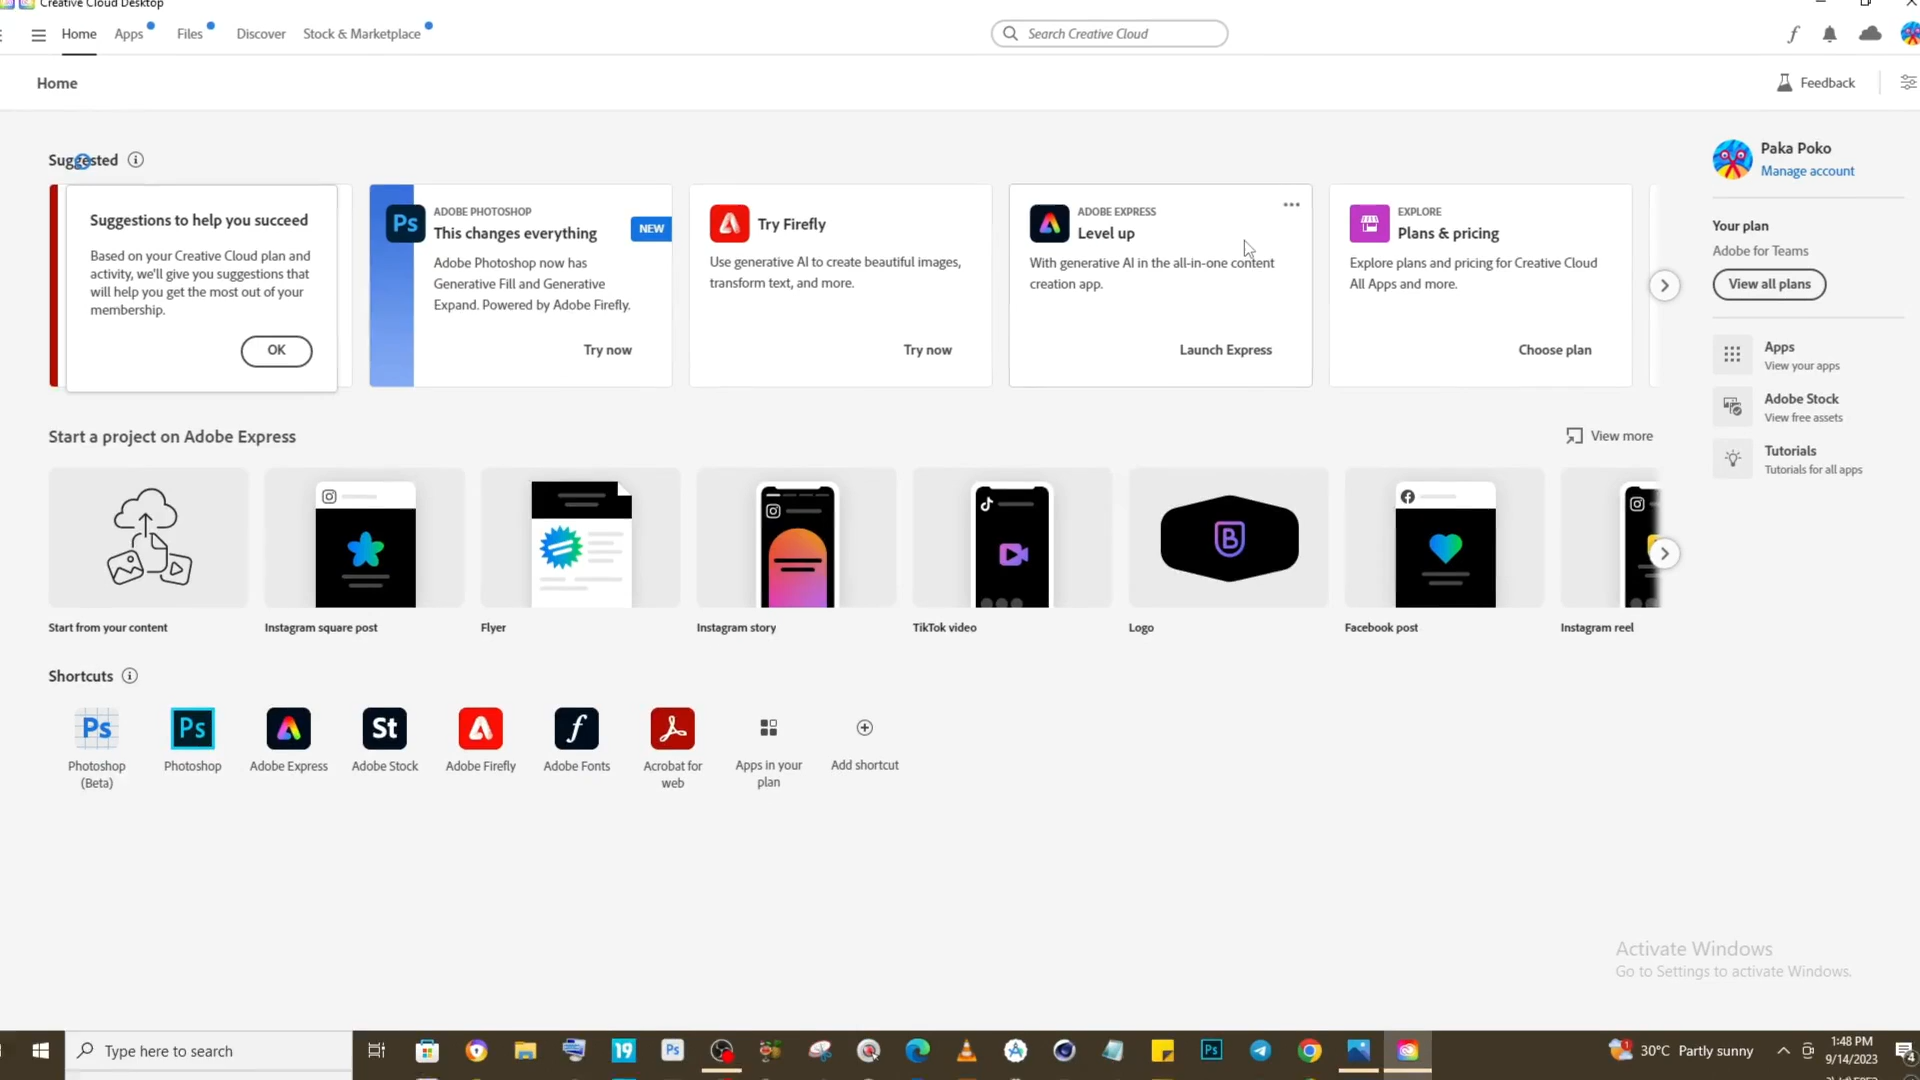 Creative Cloud Desktop
Home
Apps
Files
Discover
Stock & Marketplace
Search Creative Cloud
Home
Feedback
Suggested
Suggestions to help you succeed
Based on your Creative Cloud plan and
activity, we'll give you suggestions that
will help you get the most out of your
membership.
OK
Ps
ADOBE PHOTOSHOP
This changes everything
NEW
Adobe Photoshop now has
Generative Fill and Generative
Expand. Powered by Adobe Firefly.
Try now
Try Firefly
Use generative AI to create beautiful images,
transform text, and more.
Try now
ADOBE EXPRESS
Level up
With generative AI in the all-in-one content
creation app.
Launch Express
EXPLORE
Plans & pricing
Explore plans and pricing for Creative Cloud
All Apps and more.
Choose plan
Paka Poko
Manage account
Your plan
Adobe for Teams
View all plans
Apps
View your apps
Adobe Stock
View free assets
Tutorials
Tutorials for all apps
Start a project on Adobe Express
View more
B
Start from your content
Instagram square post
Flyer
Instagram story
TikTok video
Logo
Facebook post
Instagram reel
Shortcuts
Ps
Photoshop
(Beta)
Ps
Photoshop
Adobe Express
St
Adobe Stock
Adobe Firefly
f
Adobe Fonts
Acrobat for
web
Apps in your
plan
Add shortcut
Activate Windows
Go to Settings to activate Windows.
Type here to search
19
Ps
Ps
1
30°C Partly sunny
1:48 PM
9/14/2023
4